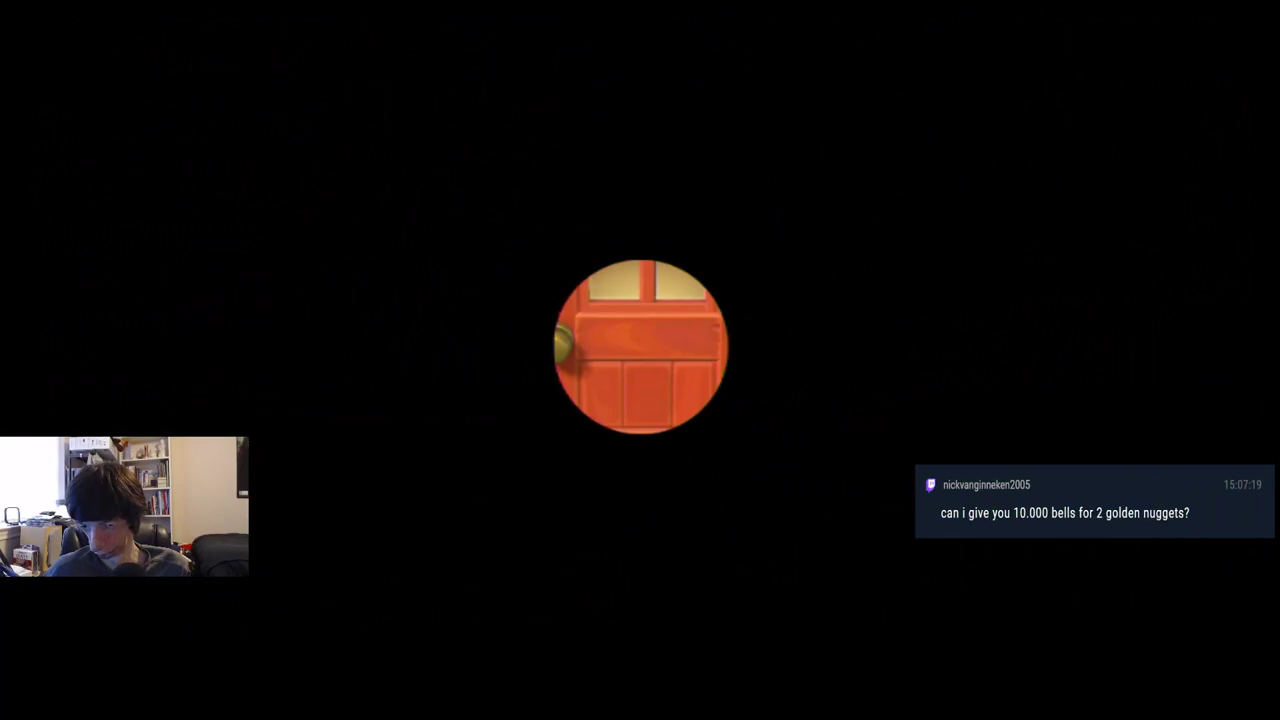 nickvanginneken2005 15:07:19
can i give you 10.000 bells for 2 golden nuggets?